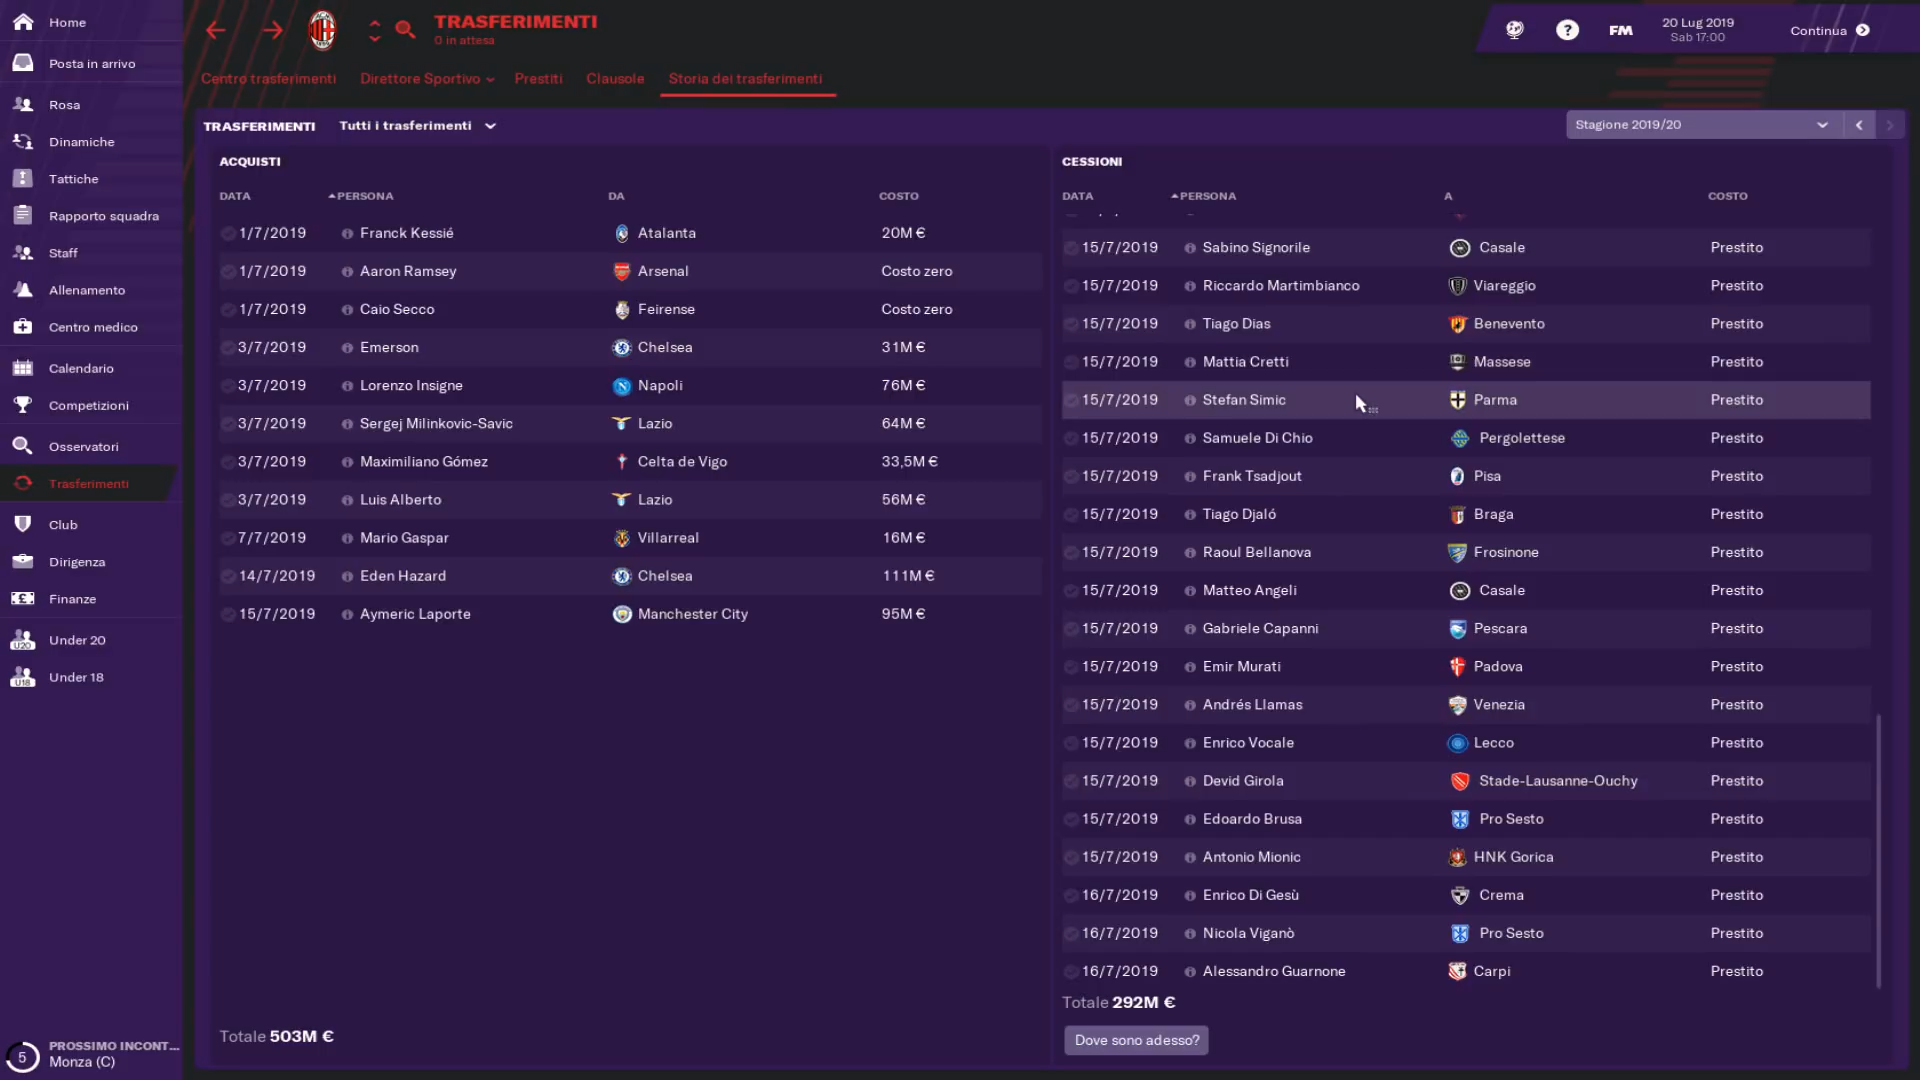 Home
Posta in arrivo
Rosa
Dinamiche
Tattiche
Rapporto squadra
Staff
Allenamento
Centro medico
Calendario
Competizioni
Osservatori
Trasferimenti
Club
Dirigenza
Finanze
U20 Under 20
U18 Under 18
5 PROSSIMO INCONT...
Monza (C)
TRASFERIMENTI
0 in attesa
FM
20 Lug 2019
Sab 17:00
Continua
Centro trasferimenti Direttore Sportivo Prestiti Clausole Storia dei trasferimenti
TRASFERIMENTI Tutti i trasferimenti
Stagione 2019/20
ACQUISTI
DATA PERSONA DA COSTO
1/7/2019 Franck Kessié Atalanta 20M €
1/7/2019 Aaron Ramsey Arsenal Costo zero
1/7/2019 Caio Secco Feirense Costo zero
3/7/2019 Emerson Chelsea 31M €
3/7/2019 Lorenzo Insigne Napoli 76M €
3/7/2019 Sergej Milinkovic-Savic Lazio 64M €
3/7/2019 Maximiliano Gómez Celta de Vigo 33,5M €
3/7/2019 Luis Alberto Lazio 56M €
7/7/2019 Mario Gaspar Villarreal 16M €
14/7/2019 Eden Hazard Chelsea 111M €
15/7/2019 Aymeric Laporte Manchester City 95M €
Totale 503M €
CESSIONI
DATA PERSONA A COSTO
15/7/2019 Sabino Signorile Casale Prestito
15/7/2019 Riccardo Martimbianco Viareggio Prestito
15/7/2019 Tiago Dias Benevento Prestito
15/7/2019 Mattia Cretti Massese Prestito
15/7/2019 Stefan Simic Parma Prestito
15/7/2019 Samuele Di Chio Pergolettese Prestito
15/7/2019 Frank Tsadjout Pisa Prestito
15/7/2019 Tiago Djaló Braga Prestito
15/7/2019 Raoul Bellanova Frosinone Prestito
15/7/2019 Matteo Angeli Casale Prestito
15/7/2019 Gabriele Capanni Pescara Prestito
15/7/2019 Emir Murati Padova Prestito
15/7/2019 Andrés Llamas Venezia Prestito
15/7/2019 Enrico Vocale Lecco Prestito
15/7/2019 Devid Girola Stade-Lausanne-Ouchy Prestito
15/7/2019 Edoardo Brusa Pro Sesto Prestito
15/7/2019 Antonio Mionic HNK Gorica Prestito
16/7/2019 Enrico Di Gesù Crema Prestito
16/7/2019 Nicola Viganò Pro Sesto Prestito
16/7/2019 Alessandro Guarnone Carpi Prestito
Totale 292M €
Dove sono adesso?